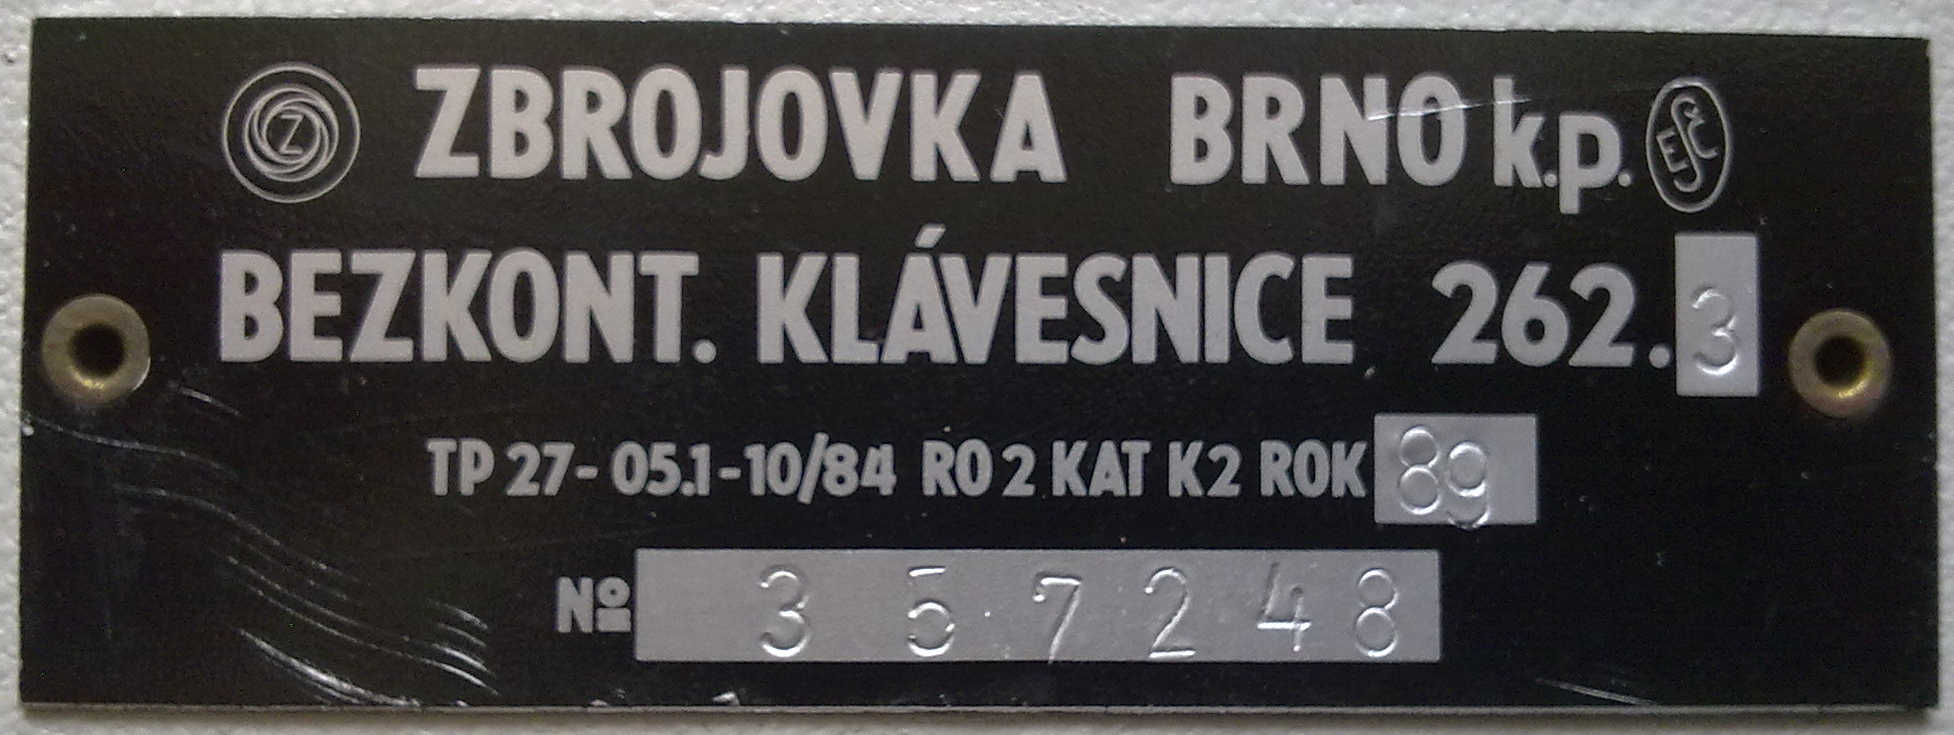 Z ZBROJOVKA BRNO k.p. ESČ
BEZKONT. KLÁVESNICE 262.3
TP 27-05.1-10/84 RO 2 KAT K2 ROK 89
№ 357248